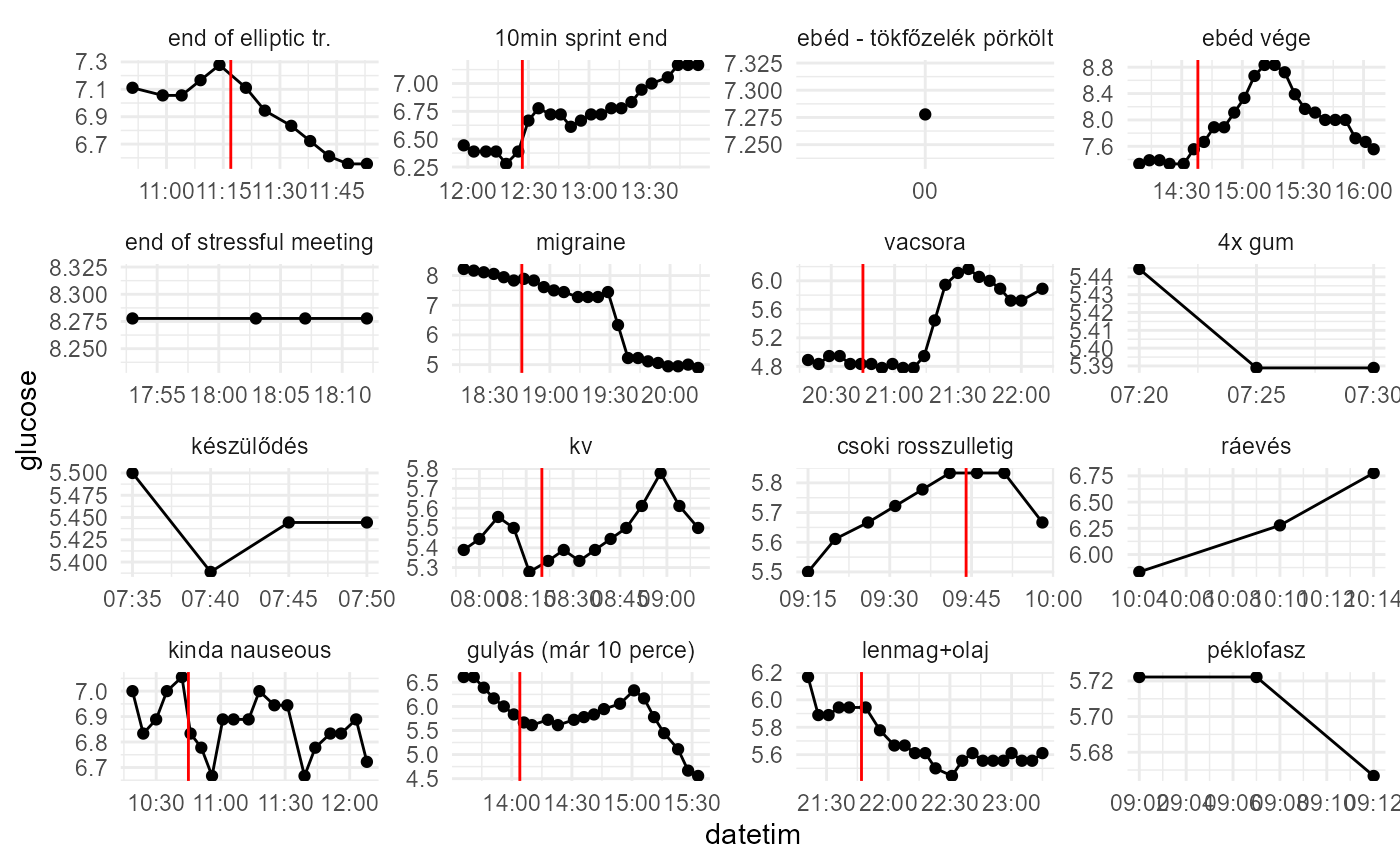 end of elliptic tr.
10min sprint end
ebéd - tökfőzelék pörkölt
ebéd vége
7.3
7.1
6.9
6.7
11:00 11:15 11:30 11:45
7.00
6.75
6.50
6.25
12:00 12:30 13:00 13:30
7.325
7.300
7.275
7.250
00
8.8
8.4
8.0
7.6
14:30 15:00 15:30 16:00
end of stressful meeting
migraine
vacsora
4x gum
8.325
8.300
8.275
8.250
17:55 18:00 18:05 18:10
8
7
6
5
18:30 19:00 19:30 20:00
6.0
5.6
5.2
4.8
20:30 21:00 21:30 22:00
5.44
5.43
5.42
5.41
5.40
5.39
07:20 07:25 07:30
glucose
készülődés
kv
csoki rosszulletig
ráevés
5.500
5.475
5.450
5.425
5.400
07:35 07:40 07:45 07:50
5.8
5.7
5.6
5.5
5.4
5.3
08:00 08:15 08:30 08:45 09:00
5.8
5.7
5.6
5.5
09:15 09:30 09:45 10:00
6.75
6.50
6.25
6.00
10:04 10:06 10:08 10:10 10:12 10:14
kinda nauseous
gulyás (már 10 perce)
lenmag+olaj
péklofasz
7.0
6.9
6.8
6.7
10:30 11:00 11:30 12:00
6.5
6.0
5.5
5.0
4.5
14:00 14:30 15:00 15:30
6.2
6.0
5.8
5.6
21:30 22:00 22:30 23:00
5.72
5.70
5.68
09:02 09:04 09:06 09:08 09:10 09:12
datetim